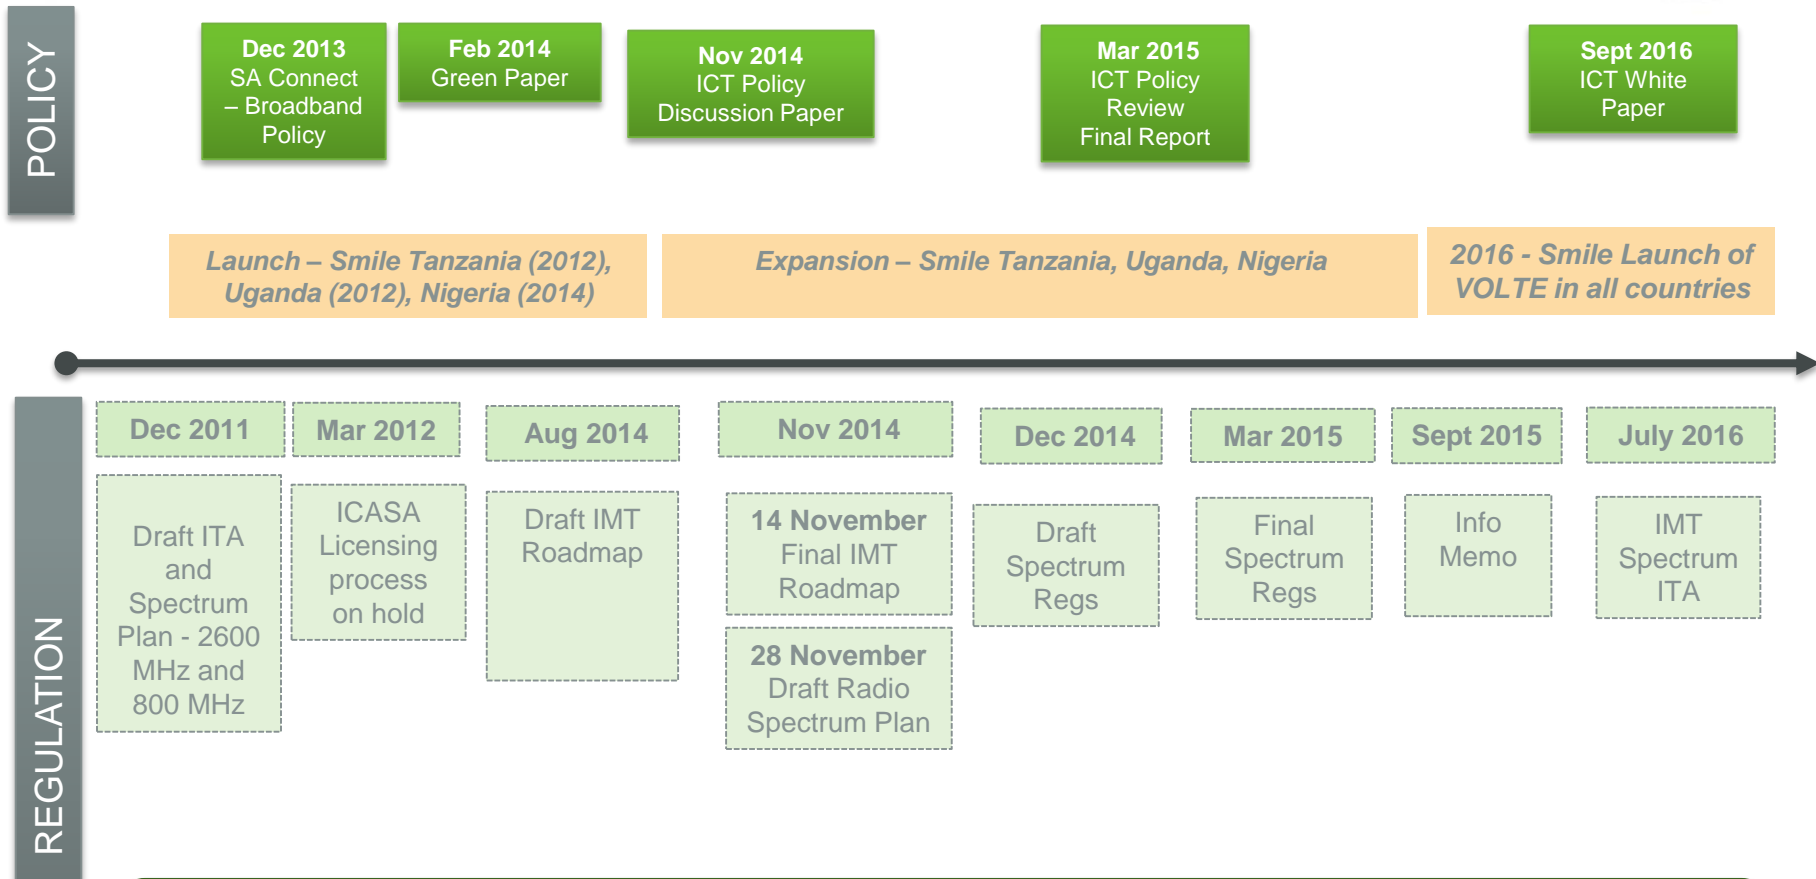 POLICY
Dec 2013
SA Connect
– Broadband
Policy
Feb 2014
Green Paper
Nov 2014
ICT Policy
Discussion Paper
Mar 2015
ICT Policy
Review
Final Report
Sept 2016
ICT White
Paper
Launch – Smile Tanzania (2012),
Uganda (2012), Nigeria (2014)
Expansion – Smile Tanzania, Uganda, Nigeria
2016 - Smile Launch of
VOLTE in all countries
REGULATION
Dec 2011
Draft ITA
and
Spectrum
Plan - 2600
MHz and
800 MHz
Mar 2012
ICASA
Licensing
process
on hold
Aug 2014
Draft IMT
Roadmap
Nov 2014
14 November
Final IMT
Roadmap
28 November
Draft Radio
Spectrum Plan
Dec 2014
Draft
Spectrum
Regs
Mar 2015
Final
Spectrum
Regs
Sept 2015
Info
Memo
July 2016
IMT
Spectrum
ITA